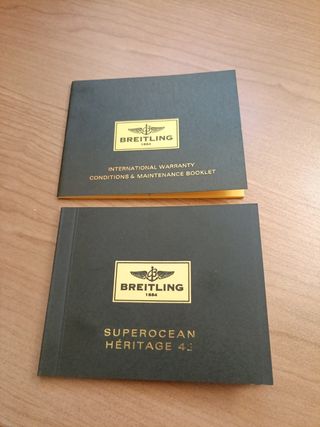 BREITLING
1884
INTERNATIONAL WARRANTY
CONDITIONS & MAINTENANCE BOOKLET
BREITLING
1884
SUPEROCEAN
HÉRITAGE